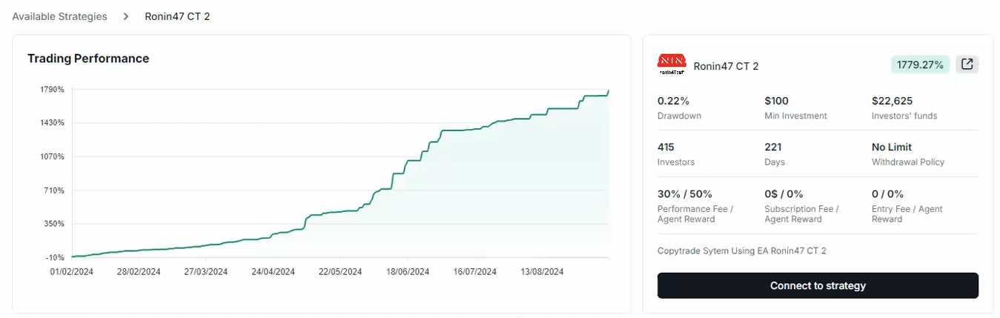 Available Strategies > Ronin47 CT 2
Trading Performance
1790%
1430%
1070%
710%
350%
-10%
01/02/2024 28/02/2024 27/03/2024 24/04/2024 22/05/2024 18/06/2024 16/07/2024 13/08/2024
NIN
ronin47:af
Ronin47 CT 2
1779.27%
0.22% $100 $22,625
Drawdown Min Investment Investors' funds
415 221 No Limit
Investors Days Withdrawal Policy
30% / 50% 0$ / 0% 0 / 0%
Performance Fee / Subscription Fee / Entry Fee / Agent
Agent Reward Agent Reward Reward
Copytrade Sytem Using EA Ronin47 CT 2
Connect to strategy